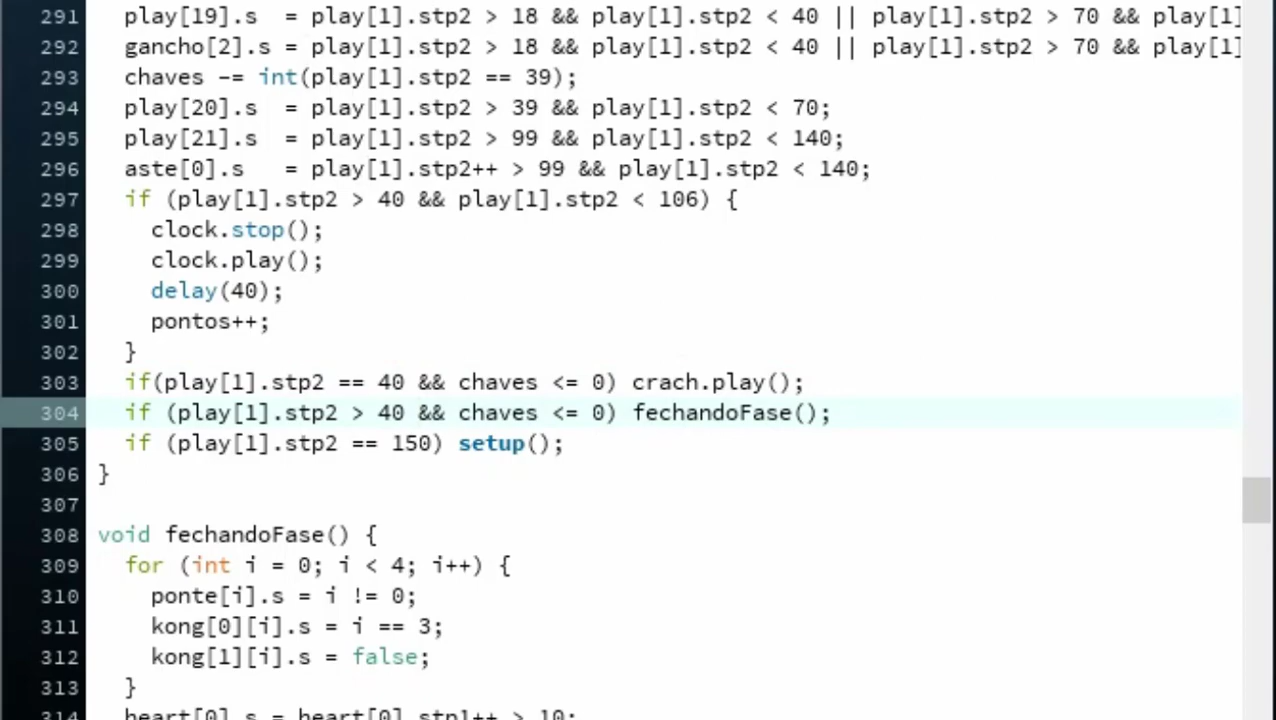 291 play[19].s  = play[1].stp2 > 18 && play[1].stp2 < 40 || play[1].stp2 > 70 && play[1]
292 gancho[2].s = play[1].stp2 > 18 && play[1].stp2 < 40 || play[1].stp2 > 70 && play[1]
293 chaves -= int(play[1].stp2 == 39);
294 play[20].s  = play[1].stp2 > 39 && play[1].stp2 < 70;
295 play[21].s  = play[1].stp2 > 99 && play[1].stp2 < 140;
296 aste[0].s   = play[1].stp2++ > 99 && play[1].stp2 < 140;
297 if (play[1].stp2 > 40 && play[1].stp2 < 106) {
298 clock.stop();
299 clock.play();
300 delay(40);
301 pontos++;
302 }
303 if(play[1].stp2 == 40 && chaves <= 0) crach.play();
304 if (play[1].stp2 > 40 && chaves <= 0) fechandoFase();
305 if (play[1].stp2 == 150) setup();
306 }
307
308 void fechandoFase() {
309 for (int i = 0; i < 4; i++) {
310 ponte[i].s = i != 0;
311 kong[0][i].s = i == 3;
312 kong[1][i].s = false;
313 }
314 heart[0].s = heart[0].stp1++ > 10;